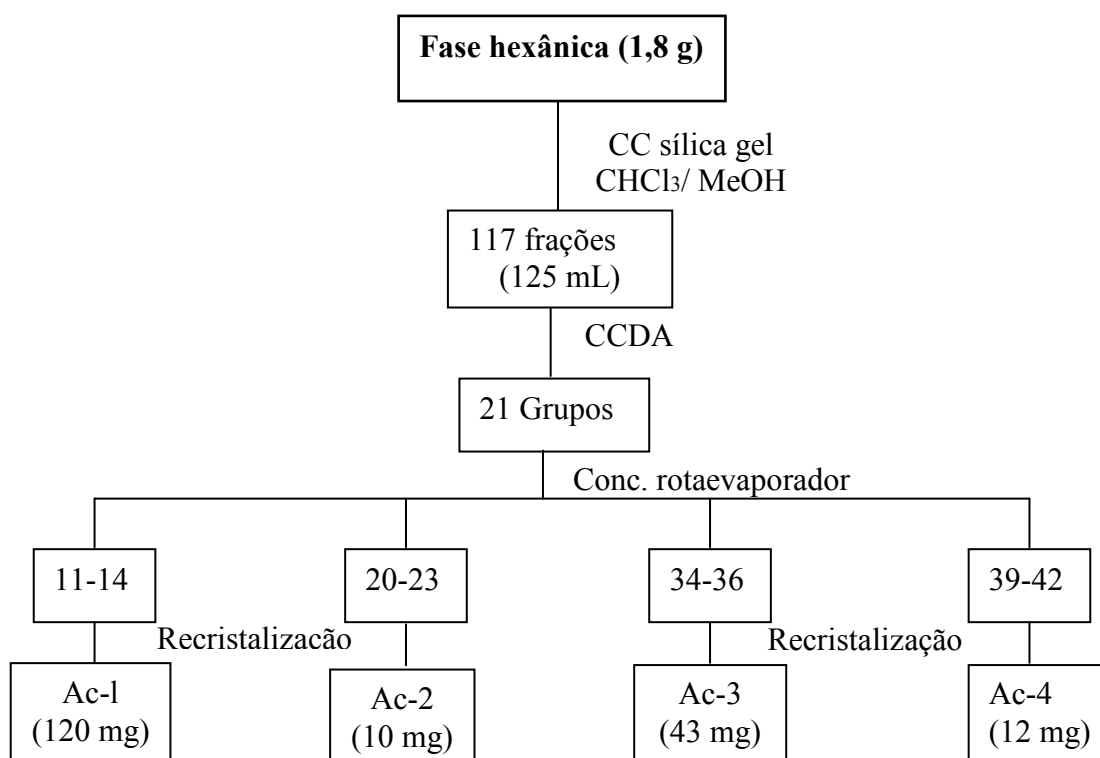 Fase hexânica (1,8 g)
CC sílica gel
CHCl₃/ MeOH
117 frações
(125 mL)
CCDA
21 Grupos
Conc. rotaevaporador
11-14
20-23
34-36
39-42
Recristalizacão
Recristalização
Ac-l
(120 mg)
Ac-2
(10 mg)
Ac-3
(43 mg)
Ac-4
(12 mg)